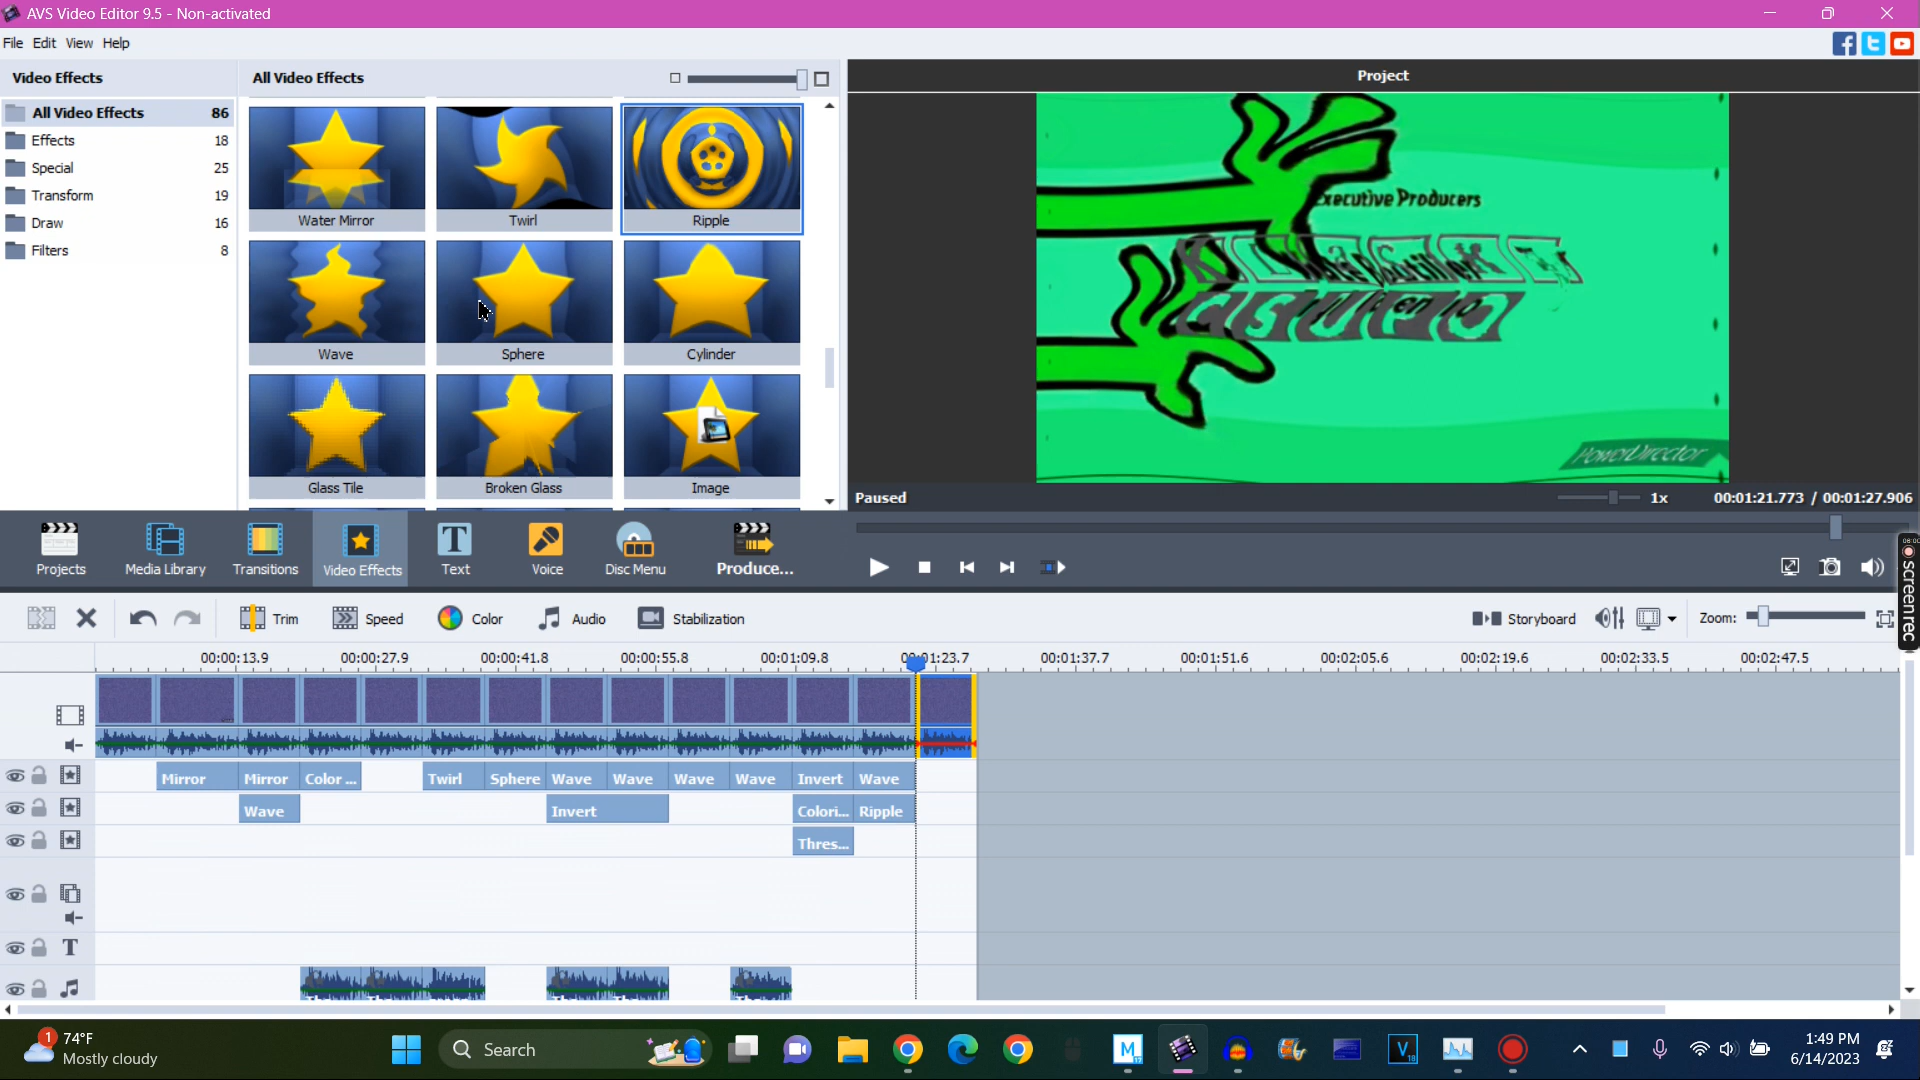 AVS Video Editor 9.5 - Non-activated
File Edit View Help
Video Effects
All Video Effects
Project
All Video Effects 86
Effects 18
Special 25
Transform 19
Draw 16
Filters 8
Water Mirror Twirl Ripple
Wave Sphere Cylinder
Glass Tile Broken Glass Image
Executive Producers
PowerDirector
Paused 1x 00:01:21.773 / 00:01:27.906
Projects Media Library Transitions Video Effects Text Voice Disc Menu Produce...
screenrec
Trim Speed Color Audio Stabilization Storyboard Zoom:
00:00:13.9 00:00:27.9 00:00:41.8 00:00:55.8 00:01:09.8 00:01:23.7 00:01:37.7 00:01:51.6 00:02:05.6 00:02:19.6 00:02:33.5 00:02:47.5
Mirror Mirror Color ... Twirl Sphere Wave Wave Wave Wave Invert Wave
Wave Invert Colori... Ripple
Thres...
T
1 74°F
Mostly cloudy
Search
1:49 PM
6/14/2023